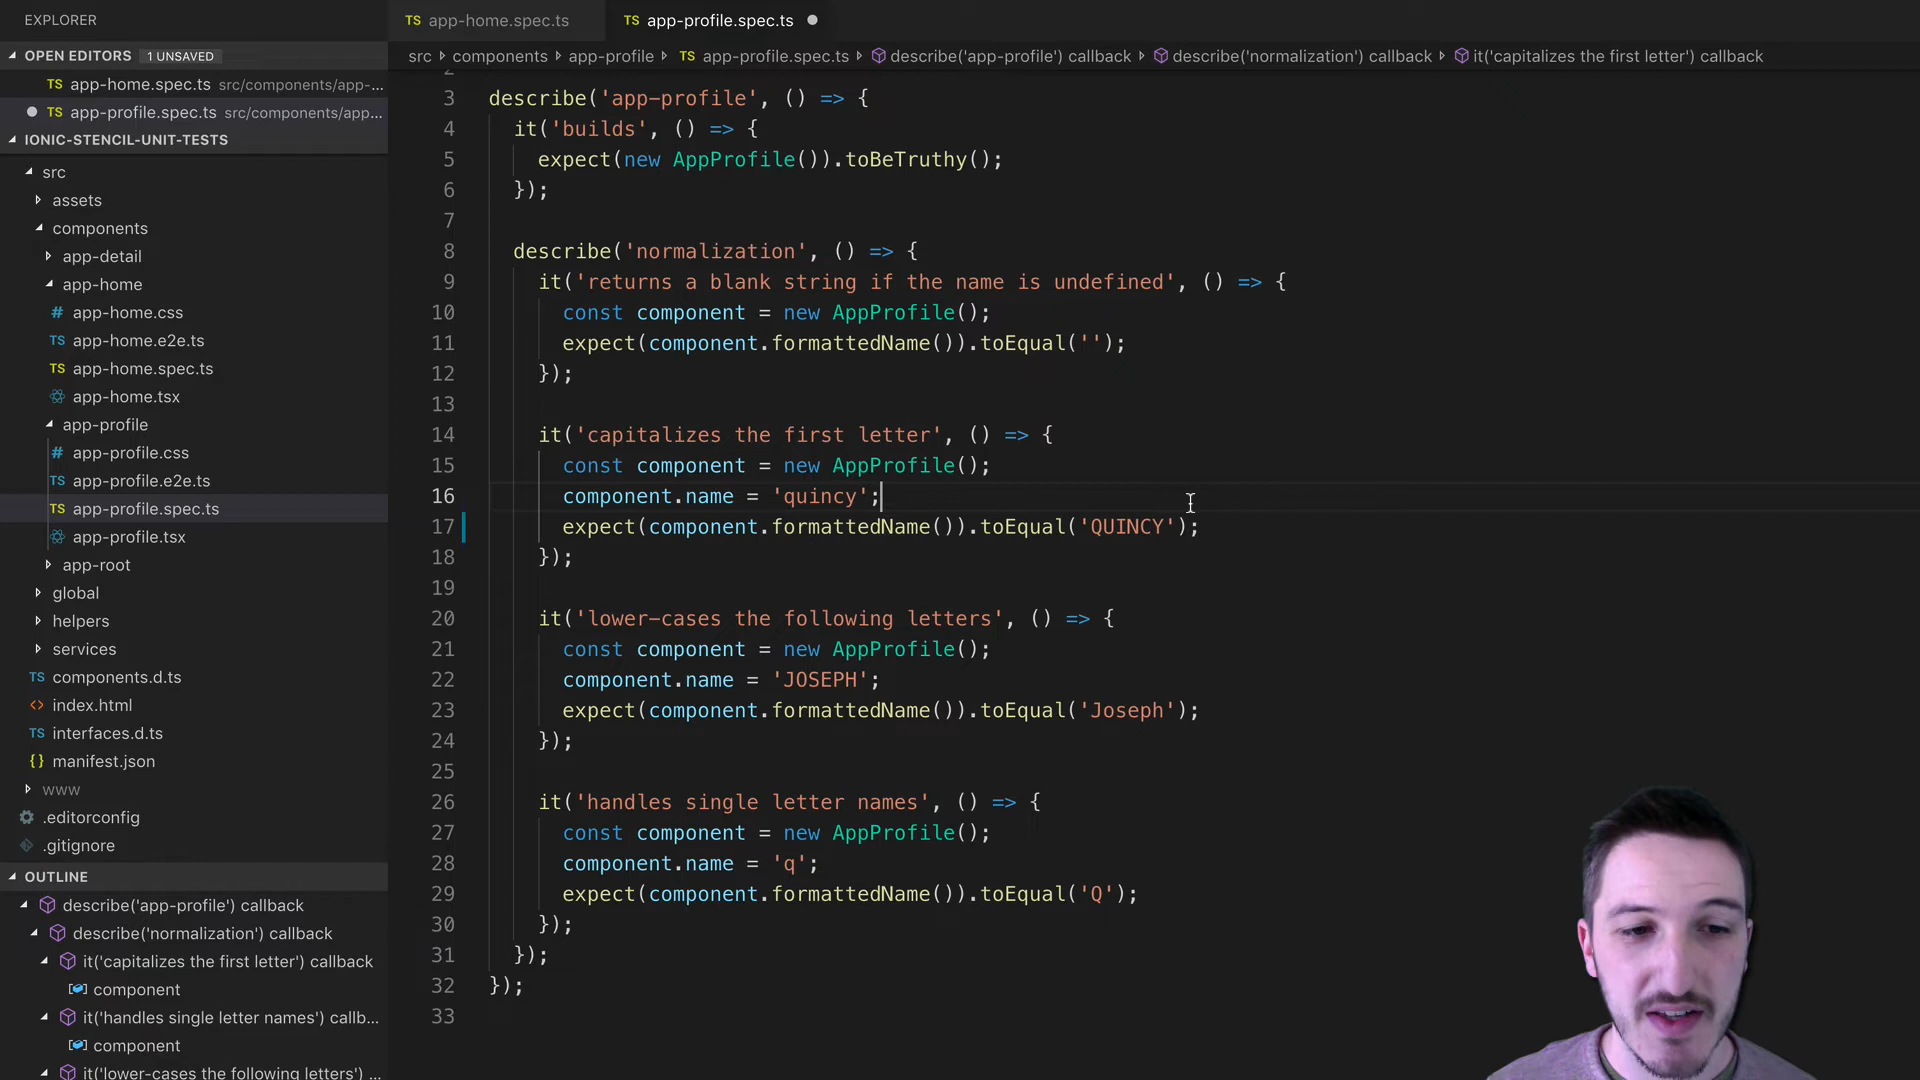 EXPLORER
OPEN EDITORS 1 UNSAVED
TS app-home.spec.ts src/components/app-...
TS app-profile.spec.ts src/components/app...
IONIC-STENCIL-UNIT-TESTS
src
assets
components
app-detail
app-home
# app-home.css
TS app-home.e2e.ts
TS app-home.spec.ts
app-home.tsx
app-profile
# app-profile.css
TS app-profile.e2e.ts
TS app-profile.spec.ts
app-profile.tsx
app-root
global
helpers
services
TS components.d.ts
<> index.html
TS interfaces.d.ts
{} manifest.json
www
.editorconfig
.gitignore
OUTLINE
describe('app-profile') callback
describe('normalization') callback
it('capitalizes the first letter') callback
component
it('handles single letter names') callb...
component
it('lower-cases the following letters') ...
TS app-home.spec.ts TS app-profile.spec.ts
src components app-profile TS app-profile.spec.ts describe('app-profile') callback describe('normalization') callback it('capitalizes the first letter') callback
2
3 describe('app-profile', () => {
4 it('builds', () => {
5 expect(new AppProfile()).toBeTruthy();
6 });
7
8 describe('normalization', () => {
9 it('returns a blank string if the name is undefined', () => {
10 const component = new AppProfile();
11 expect(component.formattedName()).toEqual('');
12 });
13
14 it('capitalizes the first letter', () => {
15 const component = new AppProfile();
16 component.name = 'quincy';
17 expect(component.formattedName()).toEqual('QUINCY');
18 });
19
20 it('lower-cases the following letters', () => {
21 const component = new AppProfile();
22 component.name = 'JOSEPH';
23 expect(component.formattedName()).toEqual('Joseph');
24 });
25
26 it('handles single letter names', () => {
27 const component = new AppProfile();
28 component.name = 'q';
29 expect(component.formattedName()).toEqual('Q');
30 });
31 });
32 });
33